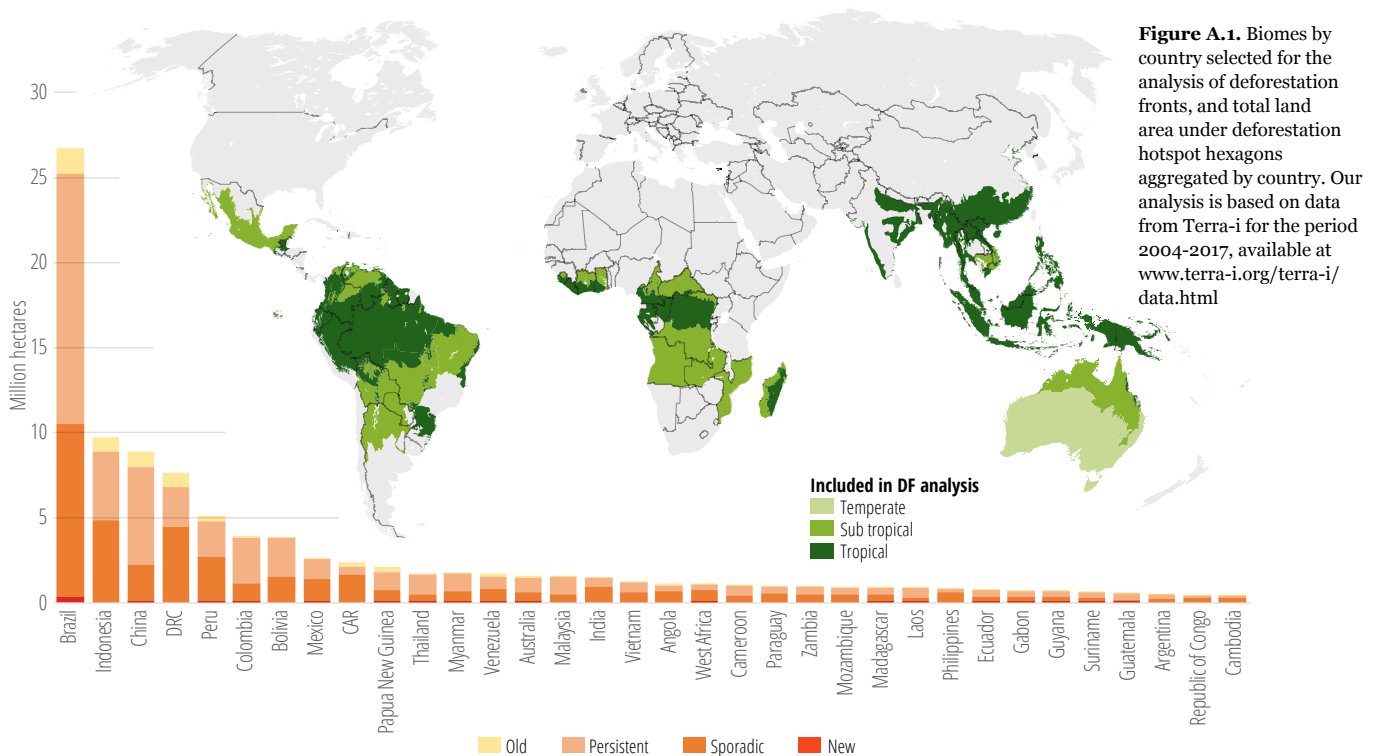 Figure A.1. Biomes by
country selected for the
analysis of deforestation
fronts, and total land
area under deforestation
hotspot hexagons
aggregated by country. Our
analysis is based on data
from Terra-i for the period
2004-2017, available at
www.terra-i.org/terra-i/
data.html
Million hectares
30
25
20
15
10
5
0
Included in DF analysis
Temperate
Sub tropical
Tropical
Brazil
Indonesia
China
DRC
Peru
Colombia
Bolivia
Mexico
CAR
Papua New Guinea
Thailand
Myanmar
Venezuela
Australia
Malaysia
India
Vietnam
Angola
West Africa
Cameroon
Paraguay
Zambia
Mozambique
Madagascar
Laos
Philippines
Ecuador
Gabon
Guyana
Suriname
Guatemala
Argentina
Republic of Congo
Cambodia
Old
Persistent
Sporadic
New